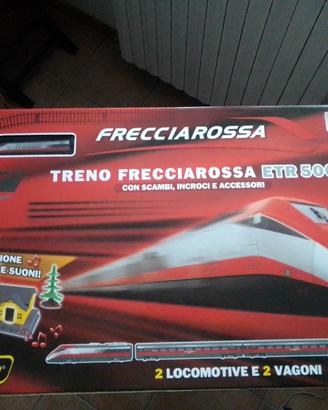 FRECCIAROSSA
TRENO FRECCIAROSSA ETR 500
CON SCAMBI, INCROCI E ACCESSORI
E SUONI!
2 LOCOMOTIVE E 2 VAGONI